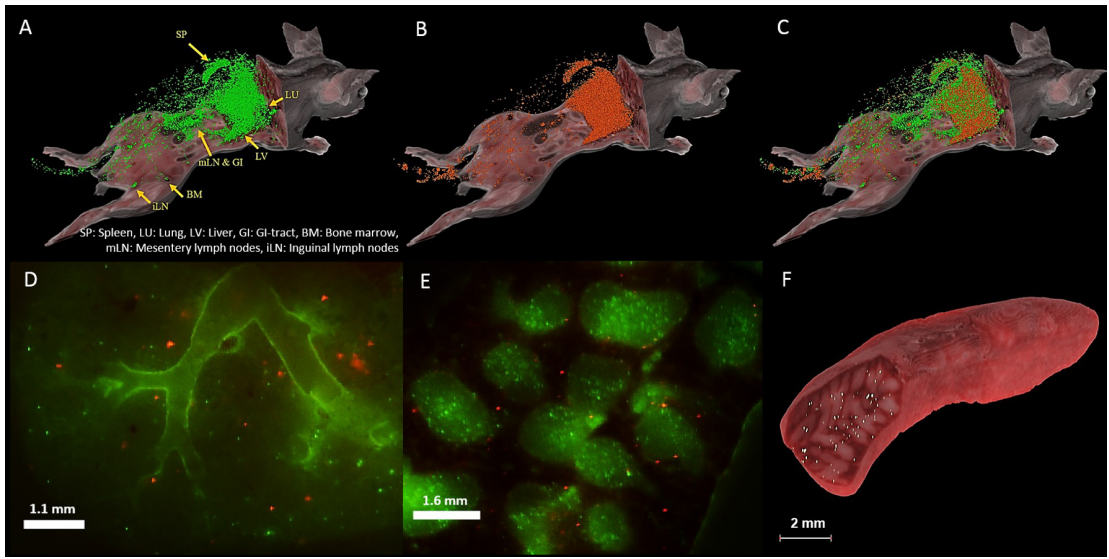 A
B
C
SP
LU
LV
mLN & GI
BM
iLN
SP: Spleen, LU: Lung, LV: Liver, GI: GI-tract, BM: Bone marrow,
mLN: Mesentery lymph nodes, iLN: Inguinal lymph nodes
D
E
F
1.1 mm
1.6 mm
2 mm